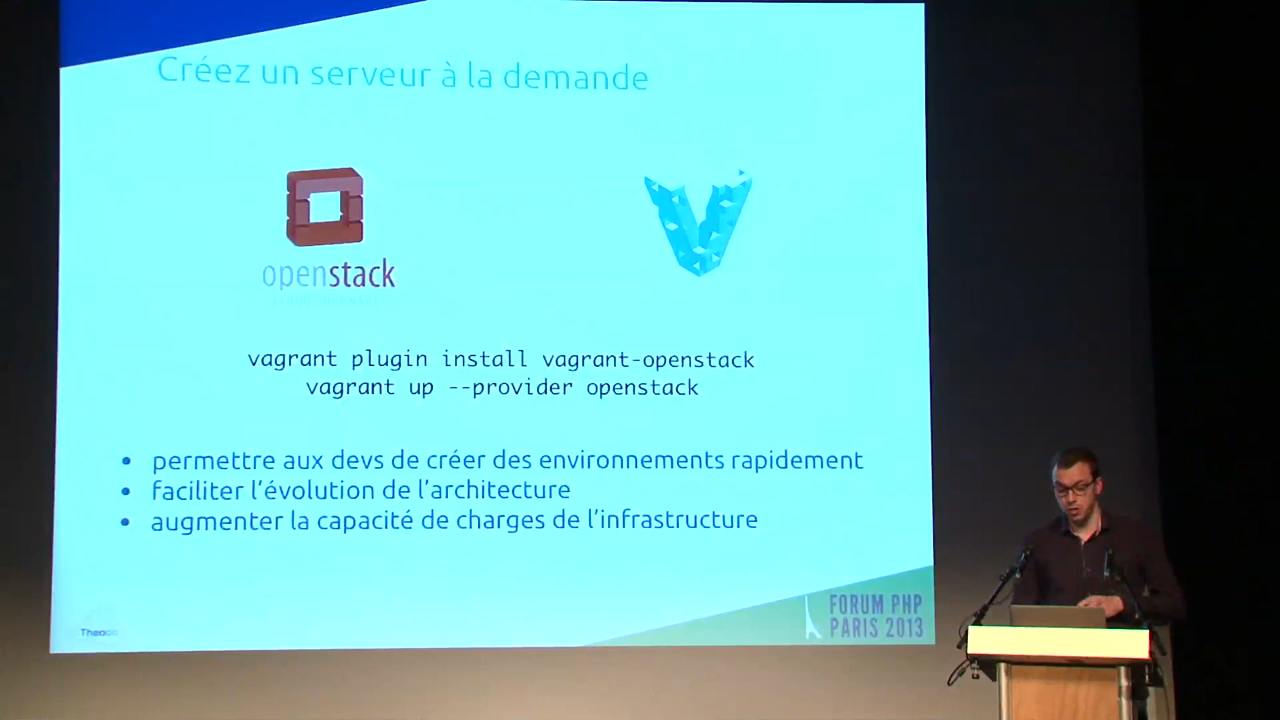 Créez un serveur à la demande
openstack
vagrant plugin install vagrant-openstack
vagrant up --provider openstack
• permettre aux devs de créer des environnements rapidement
• faciliter l'évolution de l'architecture
• augmenter la capacité de charges de l'infrastructure
FORUM PHP
PARIS 2013